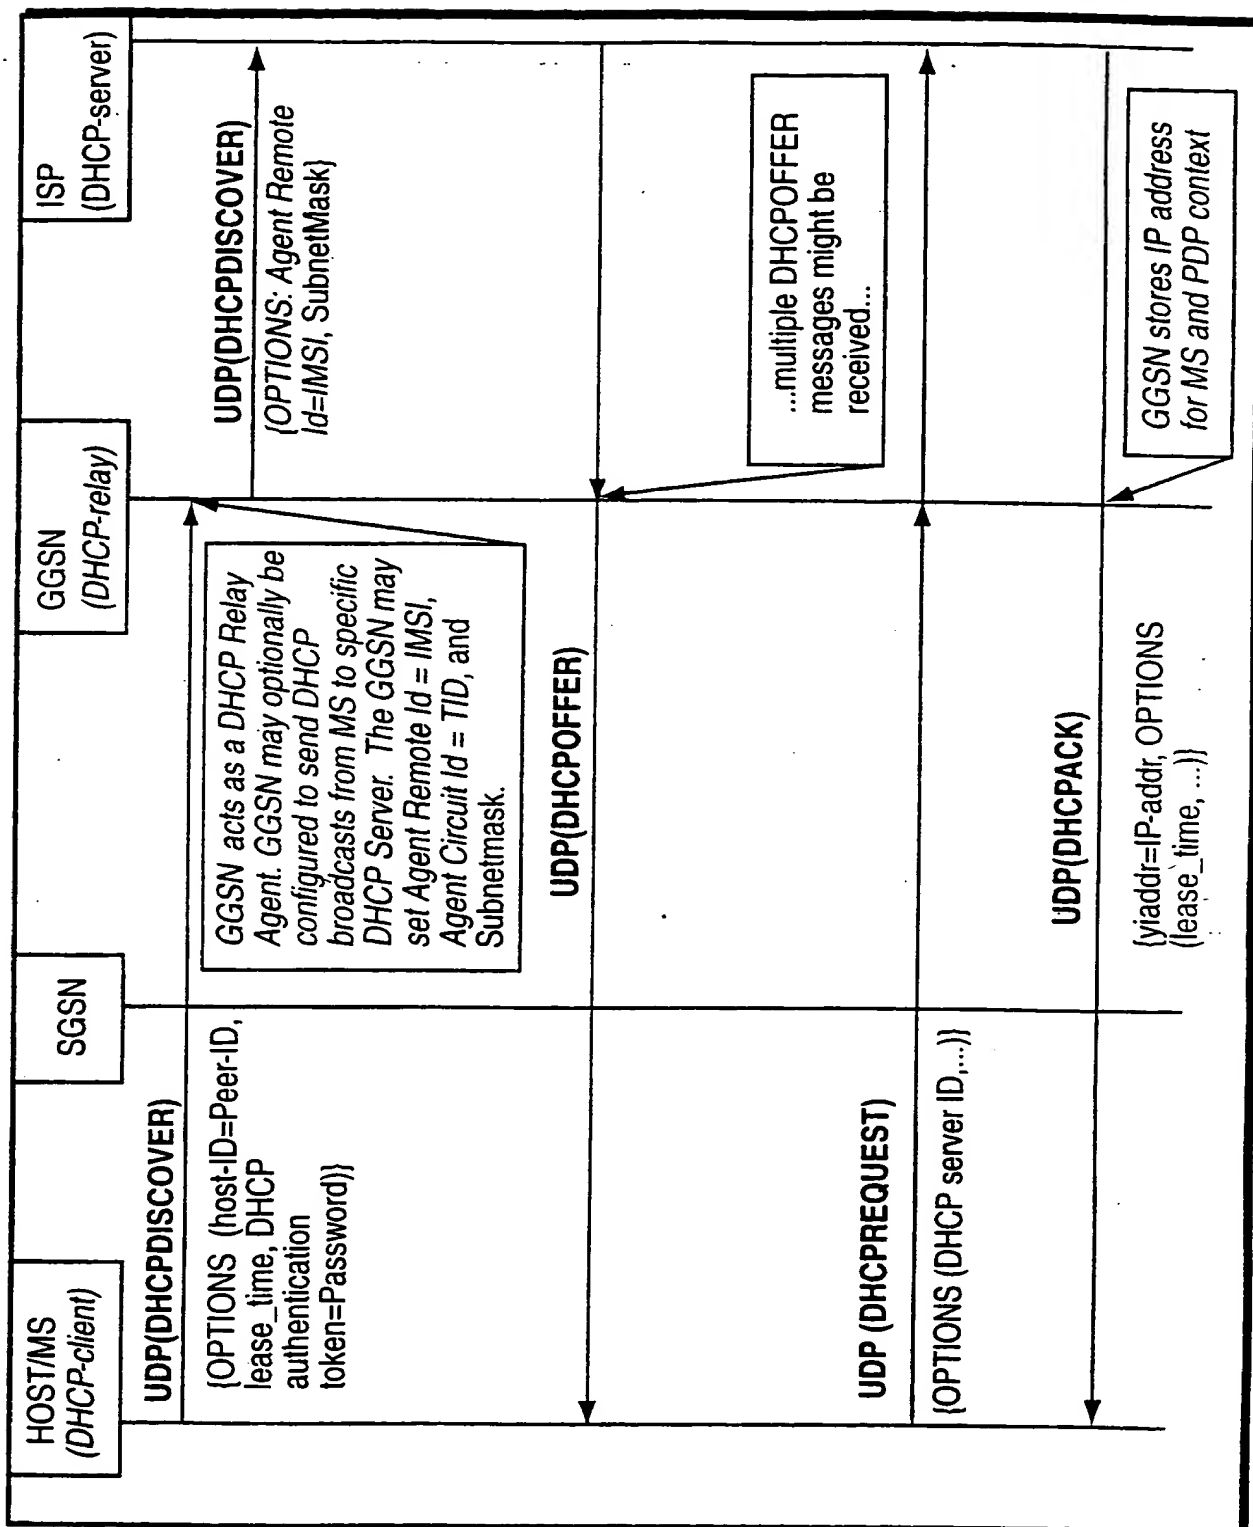 HOST/MS
(DHCP-client)
SGSN
GGSN
(DHCP-relay)
ISP
(DHCP-server)
UDP(DHCPDISCOVER)
{OPTIONS (host-ID=Peer-ID,
lease_time, DHCP
authentication
token=Password)}
GGSN acts as a DHCP Relay
Agent. GGSN may optionally be
configured to send DHCP
broadcasts from MS to specific
DHCP Server. The GGSN may
set Agent Remote Id = IMSI,
Agent Circuit Id = TID, and
Subnetmask.
UDP(DHCPDISCOVER)
{OPTIONS: Agent Remote
Id=IMSI, SubnetMask}
UDP(DHCPOFFER)
...multiple DHCPOFFER
messages might be
received...
UDP (DHCPREQUEST)
{OPTIONS (DHCP server ID,...)}
UDP(DHCPACK)
{yiaddr=IP-addr, OPTIONS
(lease_time, ...)}
GGSN stores IP address
for MS and PDP context